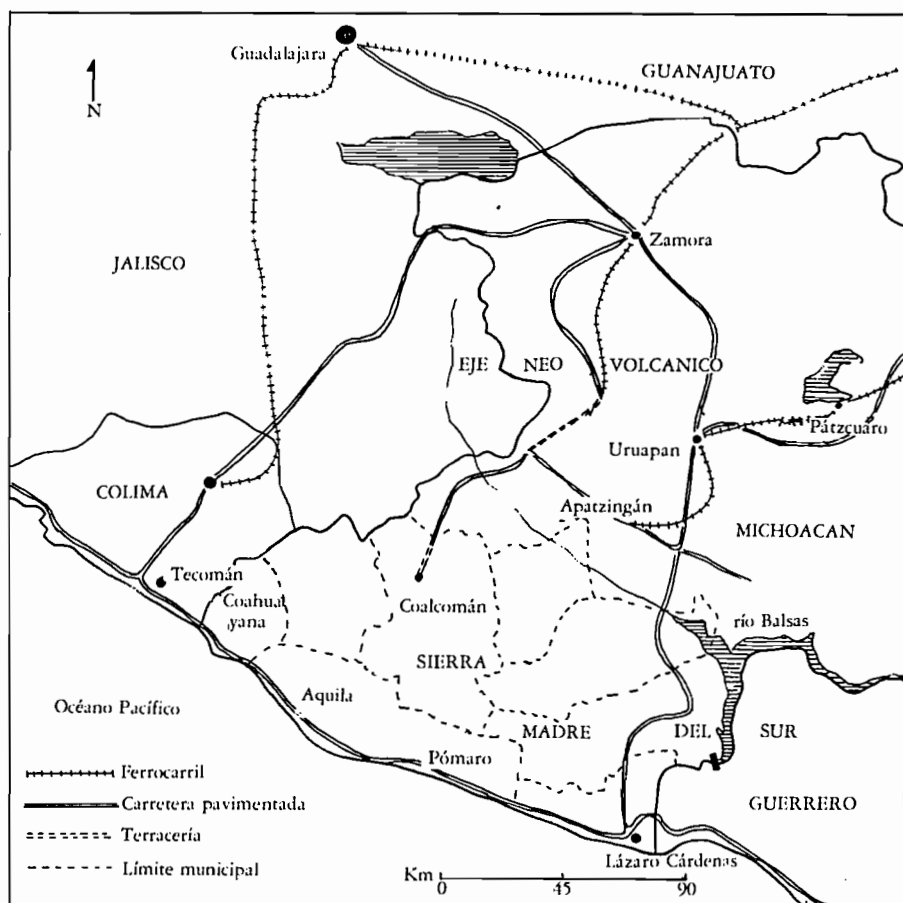 Guadalajara
GUANAJUATO
N
Zamora
JALISCO
EJE NEO VOLCANICO
Pátzcuaro
Uruapan
COLIMA
Apatzingán
MICHOACAN
Tecomán
Coahua
yana
Coalcomán
río Balsas
SIERRA
Aquila
Océano Pacífico
MADRE DEL SUR
Pómaro
Ferrocarril
GUERRERO
Carretera pavimentada
Terracería
Límite municipal
Lázaro Cárdenas
Km
0 45 90